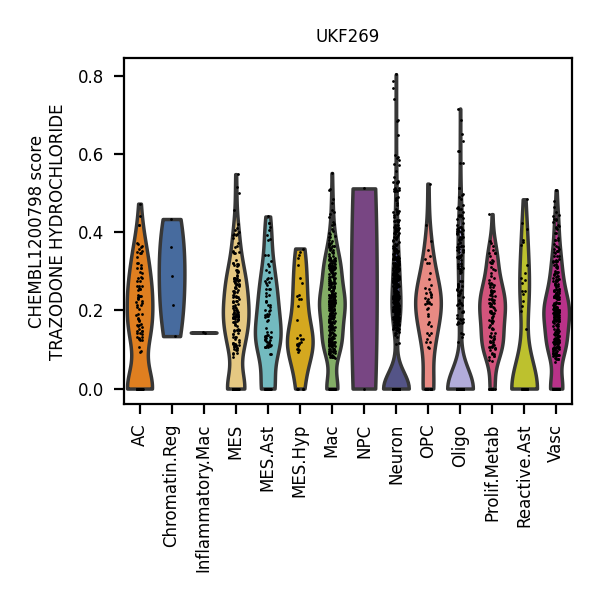 UKF269
CHEMBL1200798 score
TRAZODONE HYDROCHLORIDE
0.8
0.6
0.4
0.2
0.0
AC
Chromatin.Reg
Inflammatory.Mac
MES
MES.Ast
MES.Hyp
Mac
NPC
Neuron
OPC
Oligo
Prolif.Metab
Reactive.Ast
Vasc